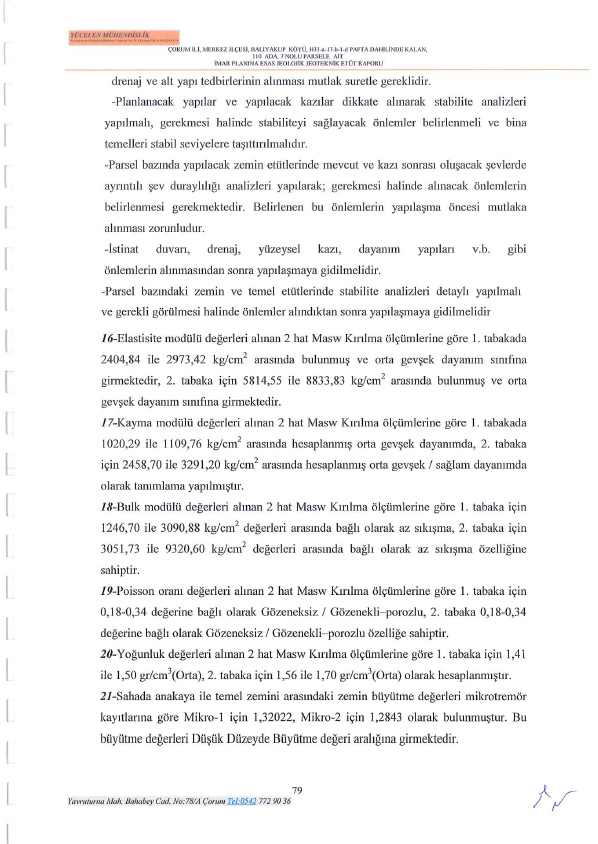 YÜCELEN MÜHENDİSLİK
ÇORUM İLİ, MERKEZ İLÇESİ, BALIYAKUP KÖYÜ, H33-a-17-b-1-d PAFTA DAHİLİNDE KALAN,
110 ADA, 7 NOLU PARSELE AİT
İMAR PLANINA ESAS JEOLOJİK JEOTEKNİK ETÜT RAPORU
drenaj ve alt yapı tedbirlerinin alınması mutlak suretle gereklidir.
-Planlanacak yapılar ve yapılacak kazılar dikkate alınarak stabilite analizleri
yapılmalı, gerekmesi halinde stabiliteyi sağlayacak önlemler belirlenmeli ve bina
temelleri stabil seviyelere taşıttırılmalıdır.
-Parsel bazında yapılacak zemin etütlerinde mevcut ve kazı sonrası oluşacak şevlerde
ayrıntılı şev duraylılığı analizleri yapılarak; gerekmesi halinde alınacak önlemlerin
belirlenmesi gerekmektedir. Belirlenen bu önlemlerin yapılaşma öncesi mutlaka
alınması zorunludur.
-İstinat duvarı, drenaj, yüzeysel kazı, dayanım yapıları v.b. gibi
önlemlerin alınmasından sonra yapılaşmaya gidilmelidir.
-Parsel bazındaki zemin ve temel etütlerinde stabilite analizleri detaylı yapılmalı
ve gerekli görülmesi halinde önlemler alındıktan sonra yapılaşmaya gidilmelidir
16-Elastisite modülü değerleri alınan 2 hat Masw Kırılma ölçümlerine göre 1. tabakada
2404,84 ile 2973,42 kg/cm² arasında bulunmuş ve orta gevşek dayanım sınıfına
girmektedir, 2. tabaka için 5814,55 ile 8833,83 kg/cm² arasında bulunmuş ve orta
gevşek dayanım sınıfına girmektedir.
17-Kayma modülü değerleri alınan 2 hat Masw Kırılma ölçümlerine göre 1. tabakada
1020,29 ile 1109,76 kg/cm² arasında hesaplanmış orta gevşek dayanımda, 2. tabaka
için 2458,70 ile 3291,20 kg/cm² arasında hesaplanmış orta gevşek / sağlam dayanımda
olarak tanımlama yapılmıştır.
18-Bulk modülü değerleri alınan 2 hat Masw Kırılma ölçümlerine göre 1. tabaka için
1246,70 ile 3090,88 kg/cm² değerleri arasında bağlı olarak az sıkışma, 2. tabaka için
3051,73 ile 9320,60 kg/cm² değerleri arasında bağlı olarak az sıkışma özelliğine
sahiptir.
19-Poisson oranı değerleri alınan 2 hat Masw Kırılma ölçümlerine göre 1. tabaka için
0,18-0,34 değerine bağlı olarak Gözeneksiz / Gözenekli–porozlu, 2. tabaka 0,18-0,34
değerine bağlı olarak Gözeneksiz / Gözenekli–porozlu özelliğe sahiptir.
20-Yoğunluk değerleri alınan 2 hat Masw Kırılma ölçümlerine göre 1. tabaka için 1,41
ile 1,50 gr/cm³(Orta), 2. tabaka için 1,56 ile 1,70 gr/cm³(Orta) olarak hesaplanmıştır.
21-Sahada anakaya ile temel zemini arasındaki zemin büyütme değerleri mikrotremör
kayıtlarına göre Mikro-1 için 1,32022, Mikro-2 için 1,2843 olarak bulunmuştur. Bu
büyütme değerleri Düşük Düzeyde Büyütme değeri aralığına girmektedir.
79
Yavruturna Mah. Bahabey Cad. No:78/A Çorum Tel:0542 772 90 36